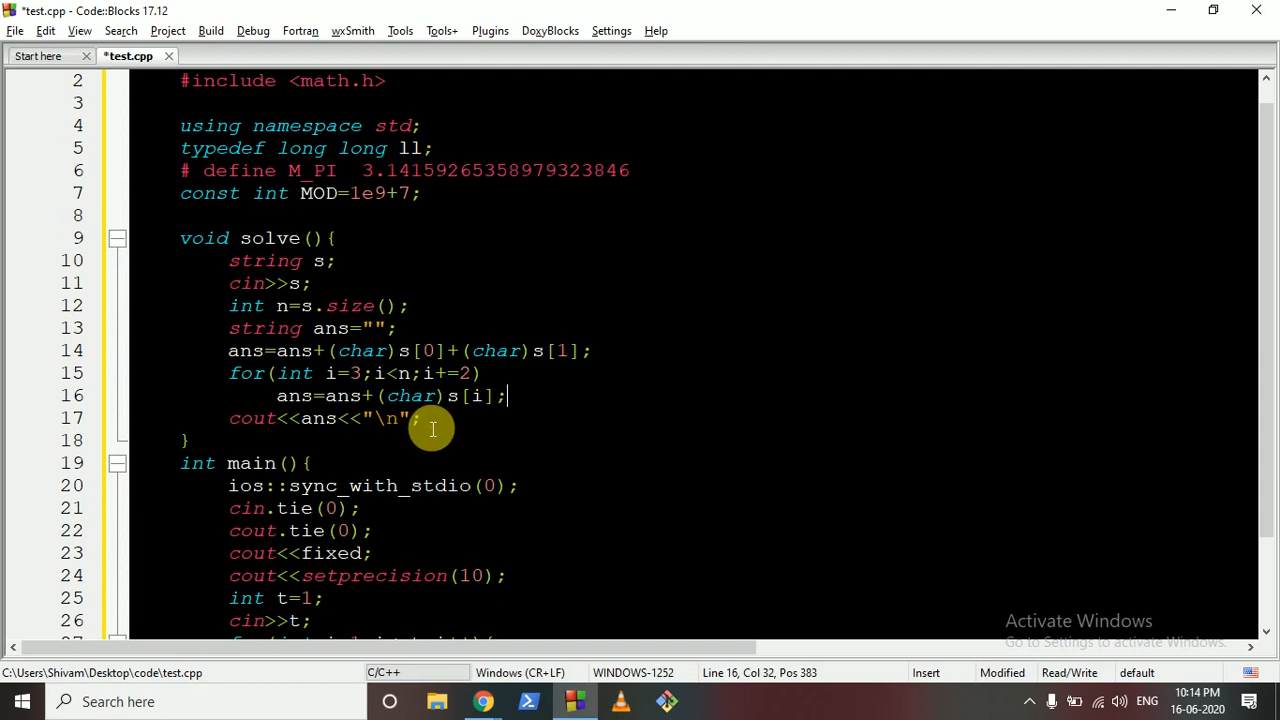 *test.cpp - Code::Blocks 17.12
File Edit View Search Project Build Debug Fortran wxSmith Tools Tools+ Plugins DoxyBlocks Settings Help
Start here *test.cpp
2 #include <math.h>
3
4 using namespace std;
5 typedef long long ll;
6 # define M_PI  3.14159265358979323846
7 const int MOD=1e9+7;
8
9 void solve(){
10 string s;
11 cin>>s;
12 int n=s.size();
13 string ans="";
14 ans=ans+(char)s[0]+(char)s[1];
15 for(int i=3;i<n;i+=2)
16 ans=ans+(char)s[i];
17 cout<<ans<<"\n";
18 }
19 int main(){
20 ios::sync_with_stdio(0);
21 cin.tie(0);
22 cout.tie(0);
23 cout<<fixed;
24 cout<<setprecision(10);
25 int t=1;
26 cin>>t;
Activate Windows
Go to Settings to activate Windows.
C:\Users\Shivam\Desktop\code\test.cpp C/C++ Windows (CR+LF) WINDOWS-1252 Line 16, Col 32, Pos 383 Insert Modified Read/Write default
Search here ENG 10:14 PM
16-06-2020